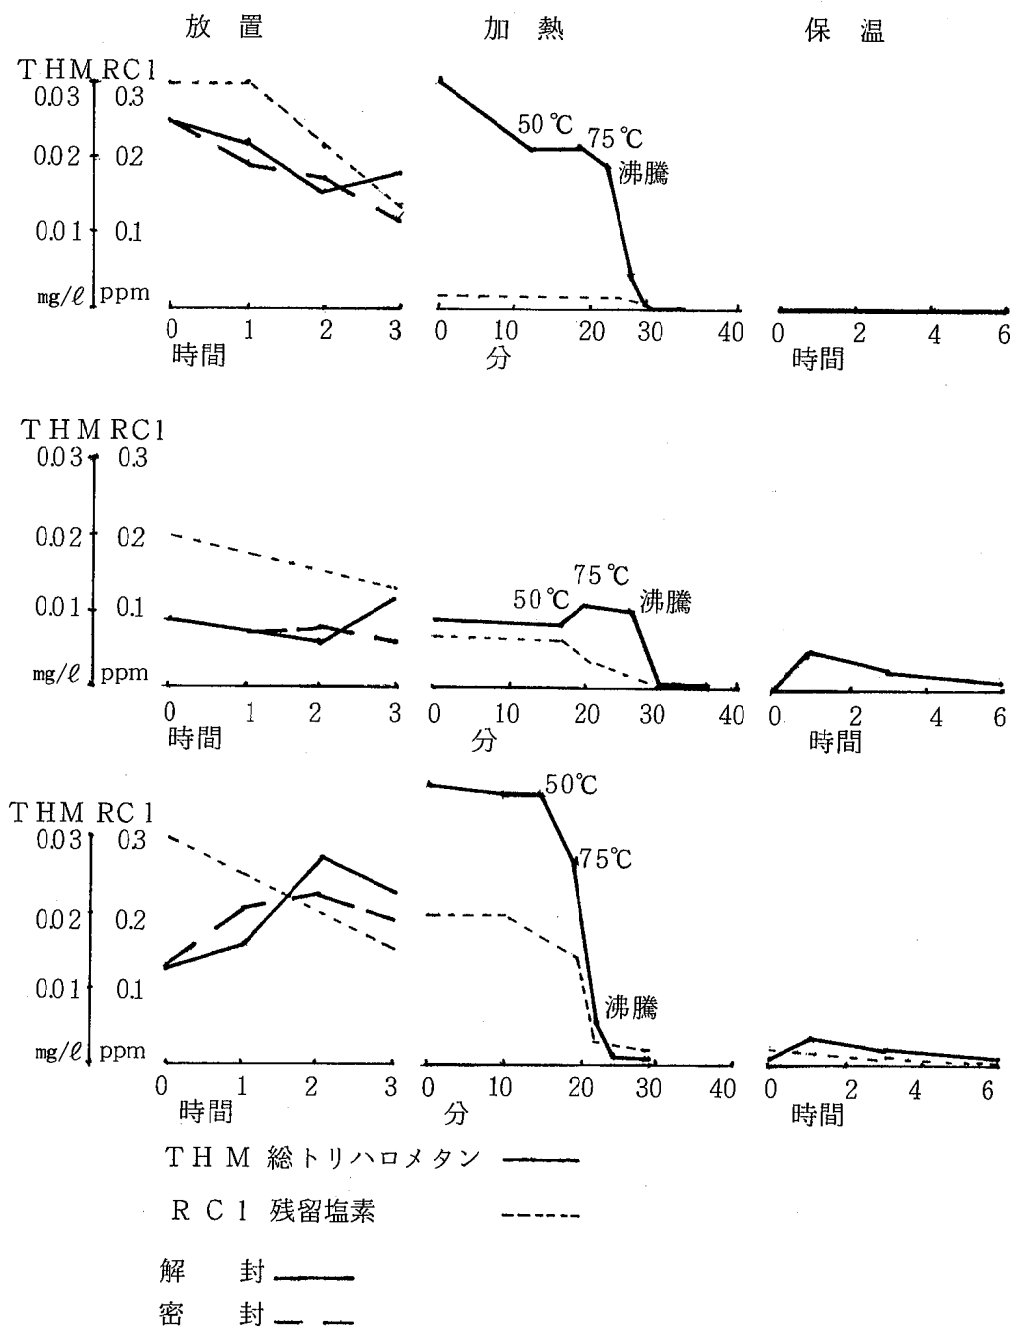 放 置 加 熱 保 温
THM RCl
0.03 0.3
50℃ 75℃
0.02 0.2 沸騰
0.01 0.1
mg/ℓ ppm
0 1 2 3 0 10 20 30 40 0 2 4 6
時間 分 時間
THM RCl
0.03 0.3
0.02 0.2
75℃
0.01 0.1 50℃ 沸騰
mg/ℓ ppm
0 1 2 3 0 10 20 30 40 0 2 4 6
時間 分 時間
50℃
THM RCl
0.03 0.3
75℃
0.02 0.2
0.01 0.1 沸騰
mg/ℓ ppm
0 1 2 3 0 10 20 30 40 0 2 4 6
時間 分 時間
THM 総トリハロメタン
RCl 残留塩素
解 封
密 封